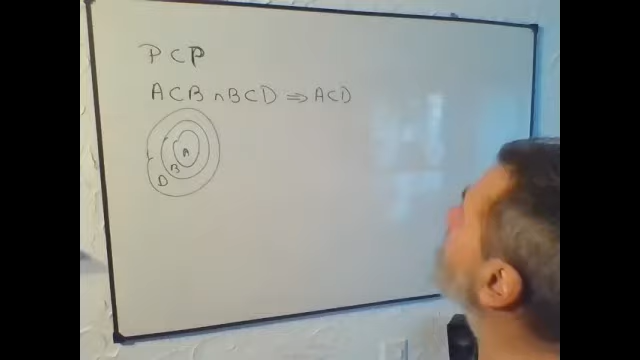 P ⊂ P
A ⊂ B ∩ B ⊂ D ⇒ A ⊂ D
A
B
D